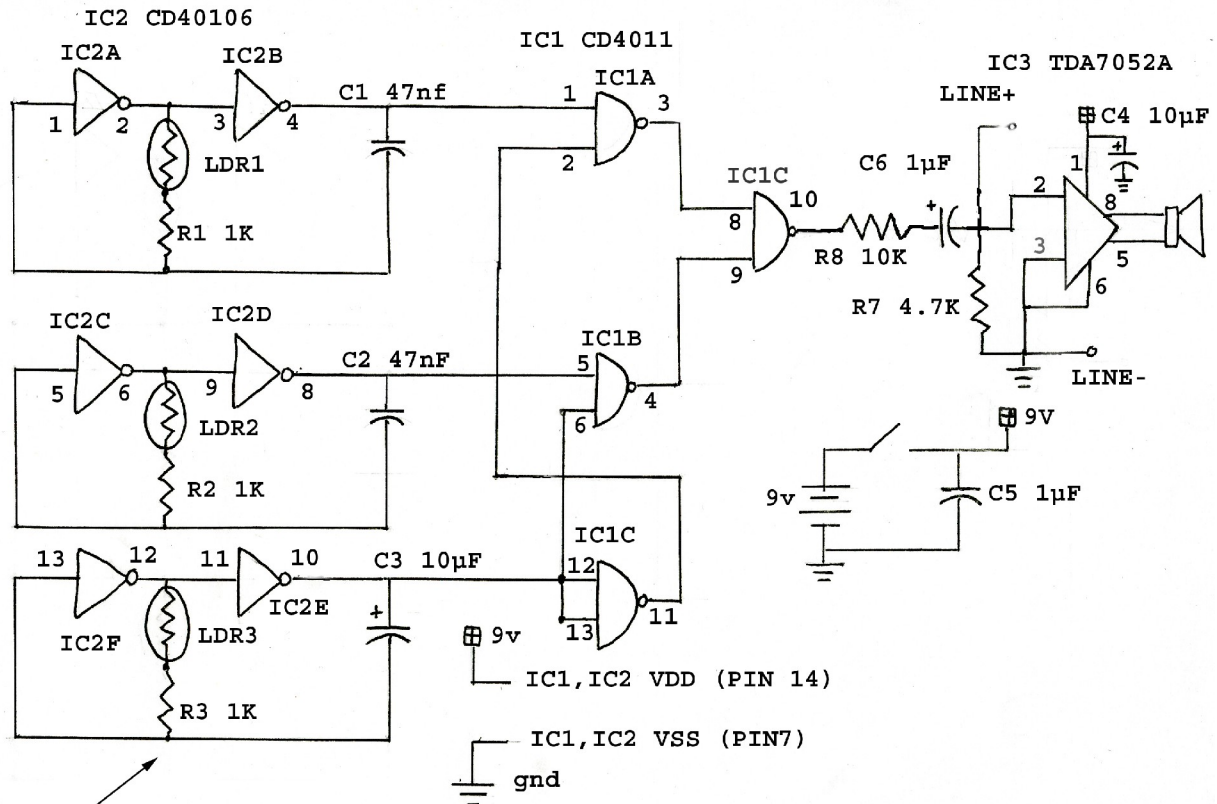 IC2 CD40106
IC1 CD4011
IC3 TDA7052A
IC2A
IC2B
IC1A
LINE+
C1 47nf
C4 10µF
1
2
3
4
1
2
3
LDR1
R1 1K
C6 1µF
IC1C
8
9
10
R8 10K
R7 4.7K
1
2
3
8
5
6
LINE-
IC2C
IC2D
IC1B
C2 47nF
5
6
9
8
5
6
4
LDR2
R2 1K
9V
9v
C5 1µF
IC1C
13
12
11
10
C3 10µF
12
13
11
IC2F
LDR3
IC2E
+
+
+
R3 1K
9v
IC1,IC2 VDD (PIN 14)
IC1,IC2 VSS (PIN7)
gnd